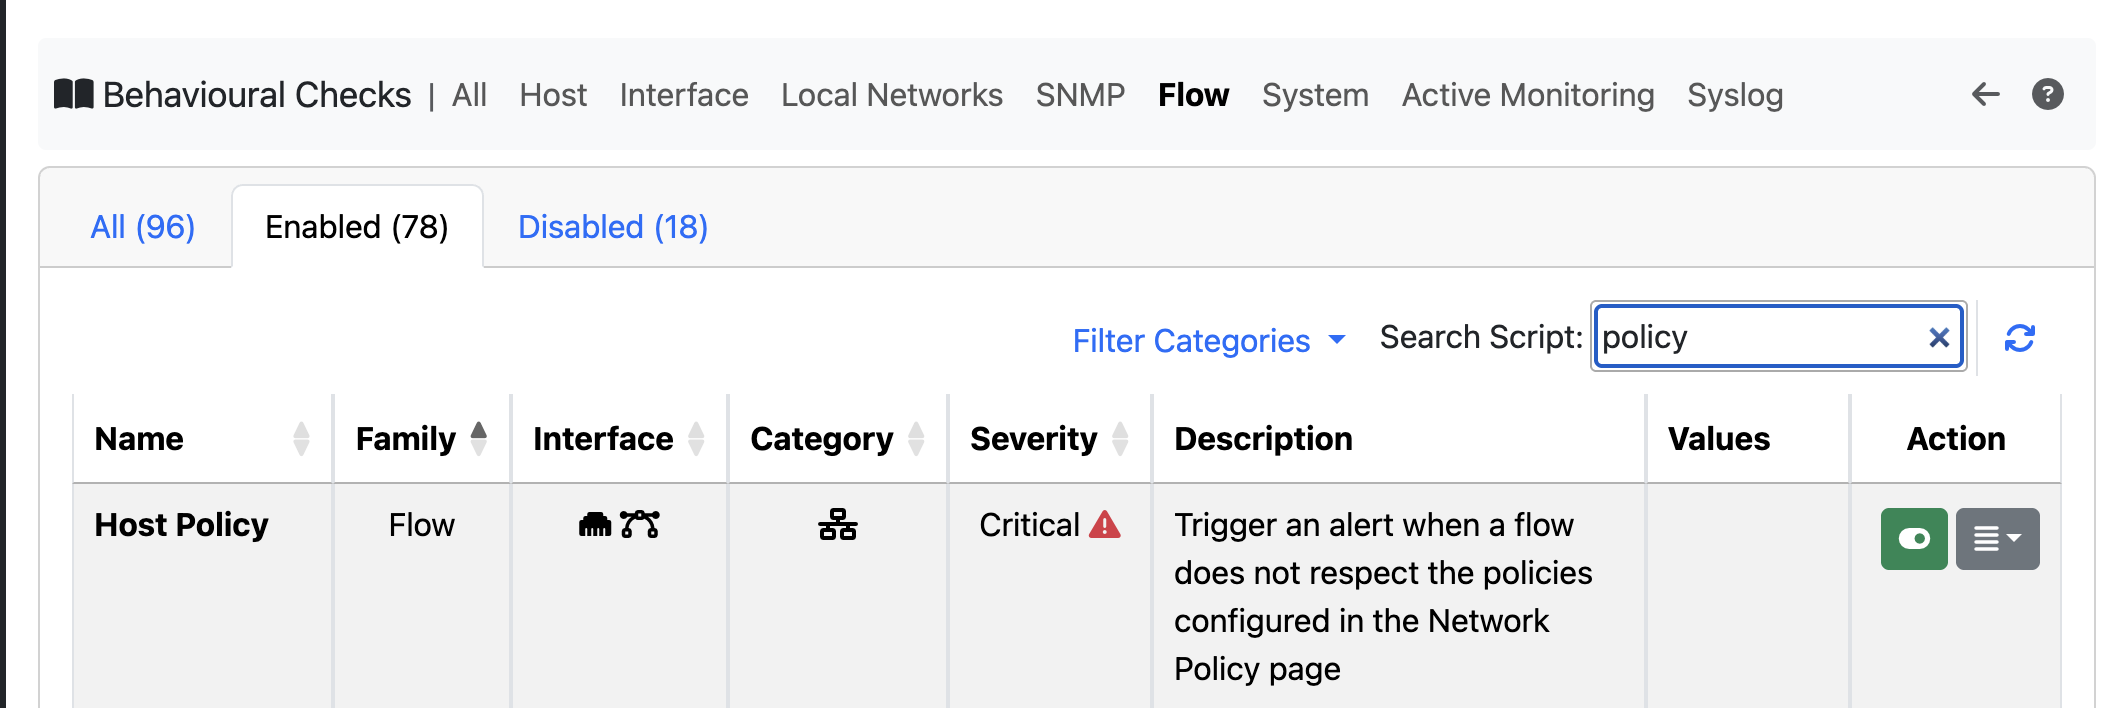 Behavioural Checks | All Host Interface Local Networks SNMP Flow System Active Monitoring Syslog ?
All (96) Enabled (78) Disabled (18)
Filter Categories Search Script: policy
Name Family Interface Category Severity Description Values Action
Host Policy Flow Critical Trigger an alert when a flow
does not respect the policies
configured in the Network
Policy page